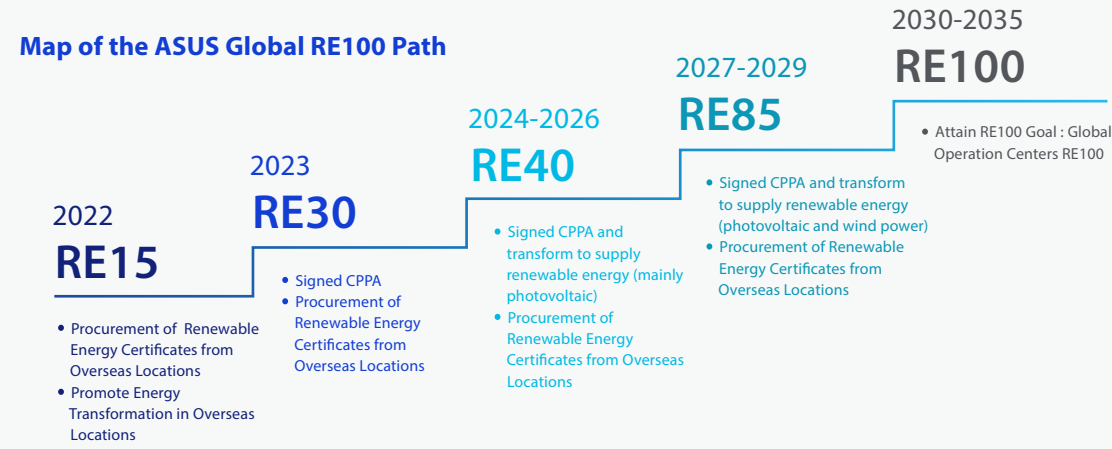 Map of the ASUS Global RE100 Path
2022
RE15
• Procurement of Renewable
Energy Certificates from
Overseas Locations
• Promote Energy
Transformation in Overseas
Locations
2023
RE30
• Signed CPPA
• Procurement of
Renewable Energy
Certificates from
Overseas Locations
2024-2026
RE40
• Signed CPPA and
transform to supply
renewable energy (mainly
photovoltaic)
• Procurement of
Renewable Energy
Certificates from Overseas
Locations
2027-2029
RE85
• Signed CPPA and transform
to supply renewable energy
(photovoltaic and wind power)
• Procurement of Renewable
Energy Certificates from
Overseas Locations
2030-2035
RE100
• Attain RE100 Goal : Global
Operation Centers RE100